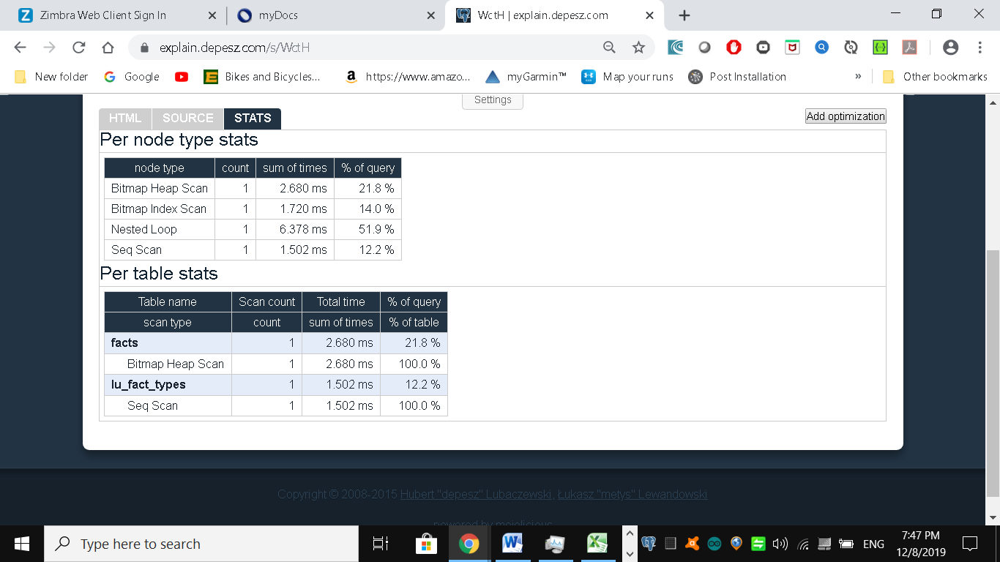 Zimbra Web Client Sign In
myDocs
WctH | explain.depesz.com
explain.depesz.com/s/WctH
New folder
Google
Bikes and Bicycles...
https://www.amazo...
myGarmin™
Map your runs
Post Installation
»
Other bookmarks
Settings
HTML SOURCE STATS
Add optimization
Per node type stats
node type count sum of times % of query
Bitmap Heap Scan 1 2.680 ms 21.8 %
Bitmap Index Scan 1 1.720 ms 14.0 %
Nested Loop 1 6.378 ms 51.9 %
Seq Scan 1 1.502 ms 12.2 %
Per table stats
Table name Scan count Total time % of query
scan type count sum of times % of table
facts 1 2.680 ms 21.8 %
Bitmap Heap Scan 1 2.680 ms 100.0 %
lu_fact_types 1 1.502 ms 12.2 %
Seq Scan 1 1.502 ms 100.0 %
Copyright © 2008-2015 Hubert "depesz" Lubaczewski, Łukasz "metys" Lewandowski
powered by mojolicious
Type here to search
ENG
7:47 PM
12/8/2019